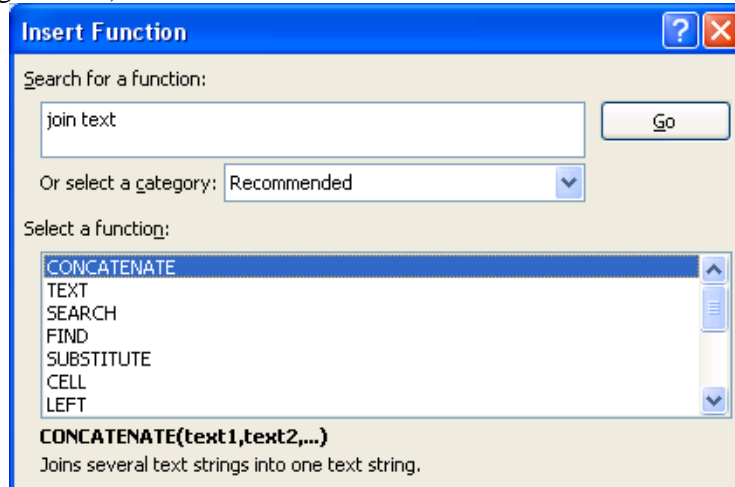 Insert Function
Search for a function:
join text
Go
Or select a category: Recommended
Select a function:
CONCATENATE
TEXT
SEARCH
FIND
SUBSTITUTE
CELL
LEFT
CONCATENATE(text1,text2,...)
Joins several text strings into one text string.